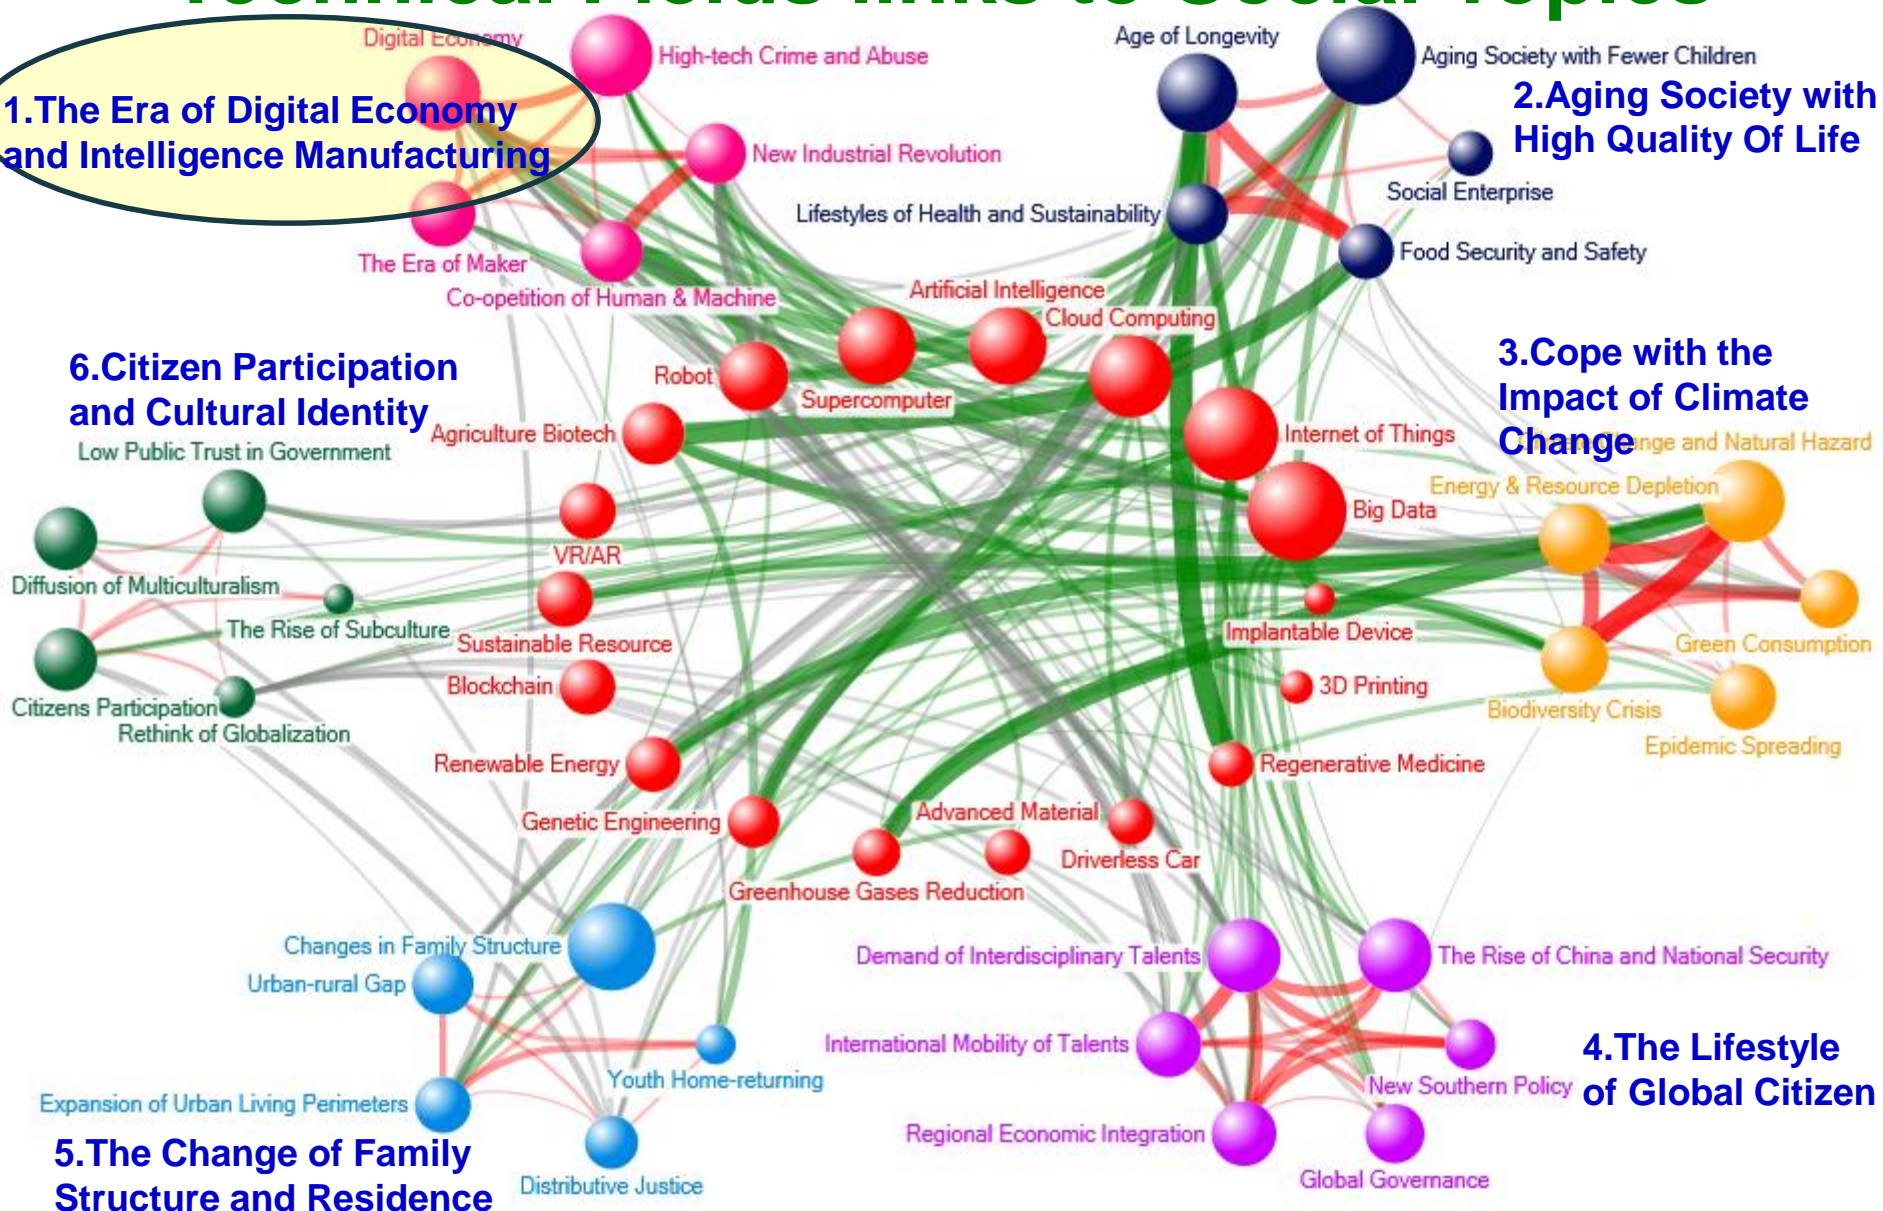 Technical Fields links to Social Topics
Digital Economy
High-tech Crime and Abuse
Age of Longevity
Aging Society with Fewer Children
1.The Era of Digital Economy
and Intelligence Manufacturing
2.Aging Society with
High Quality Of Life
New Industrial Revolution
Social Enterprise
Lifestyles of Health and Sustainability
The Era of Maker
Food Security and Safety
Co-opetition of Human & Machine
Artificial Intelligence
Cloud Computing
6.Citizen Participation
and Cultural Identity
3.Cope with the
Impact of Climate
Change
Robot
Supercomputer
Agriculture Biotech
Internet of Things
Change and Natural Hazard
Low Public Trust in Government
Energy & Resource Depletion
Big Data
VR/AR
Diffusion of Multiculturalism
The Rise of Subculture
Sustainable Resource
Implantable Device
Green Consumption
Blockchain
3D Printing
Citizens Participation
Rethink of Globalization
Biodiversity Crisis
Epidemic Spreading
Renewable Energy
Regenerative Medicine
Genetic Engineering
Advanced Material
Driverless Car
Greenhouse Gases Reduction
Changes in Family Structure
Urban-rural Gap
Demand of Interdisciplinary Talents
The Rise of China and National Security
International Mobility of Talents
4.The Lifestyle
of Global Citizen
Youth Home-returning
New Southern Policy
Expansion of Urban Living Perimeters
Regional Economic Integration
5.The Change of Family
Structure and Residence
Distributive Justice
Global Governance